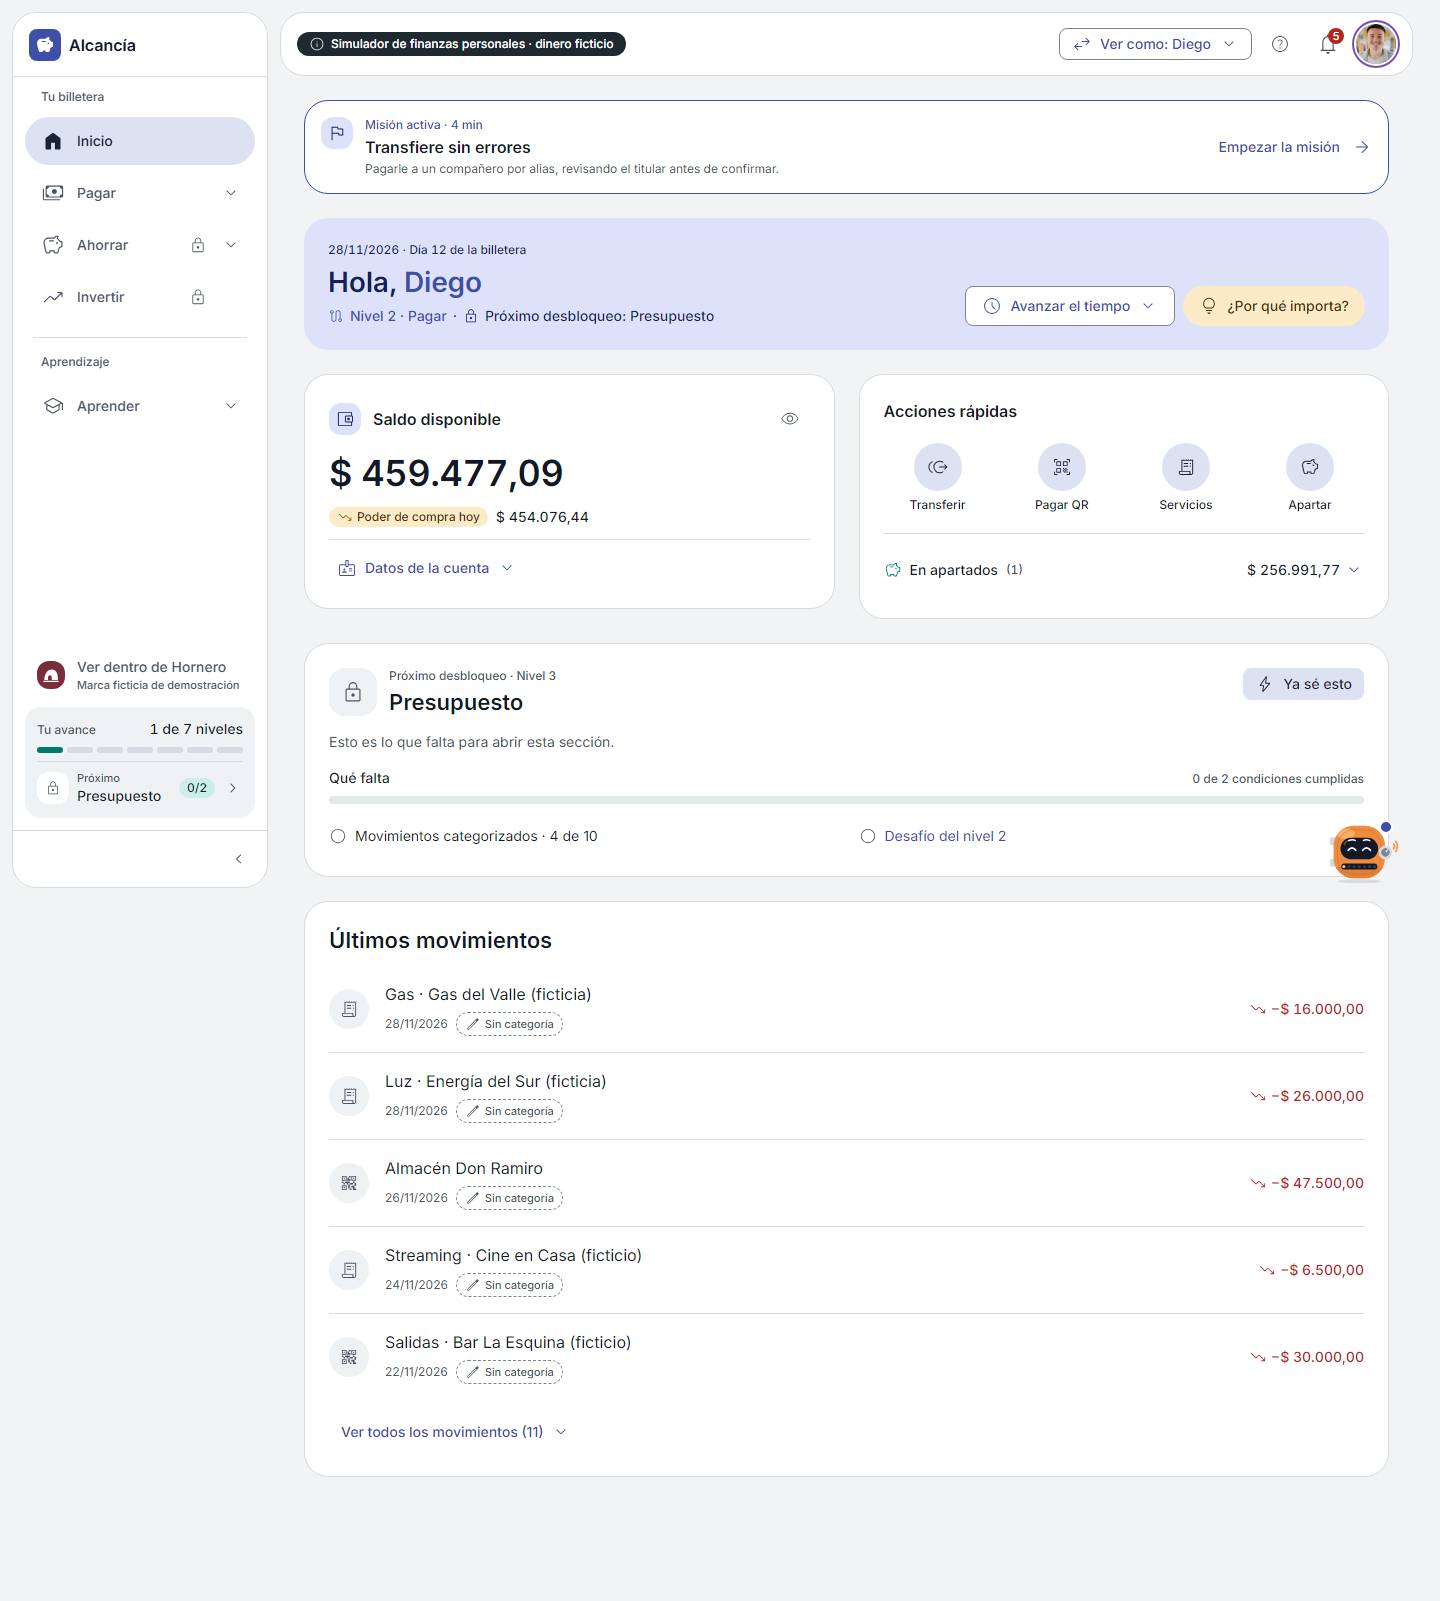 Alcancía
Tu billetera
Inicio
Pagar
Ahorrar
Invertir
Aprendizaje
Aprender
Ver dentro de Hornero
Marca ficticia de demostración
Tu avance
1 de 7 niveles
Próximo
Presupuesto
0/2
Simulador de finanzas personales · dinero ficticio
Ver como: Diego
5
Misión activa · 4 min
Transfiere sin errores
Pagarle a un compañero por alias, revisando el titular antes de confirmar.
Empezar la misión
28/11/2026 · Día 12 de la billetera
Hola, Diego
Nivel 2 · Pagar · Próximo desbloqueo: Presupuesto
Avanzar el tiempo
¿Por qué importa?
Saldo disponible
$ 459.477,09
Poder de compra hoy $ 454.076,44
Datos de la cuenta
Acciones rápidas
Transferir
Pagar QR
Servicios
Apartar
En apartados (1)
$ 256.991,77
Próximo desbloqueo · Nivel 3
Presupuesto
Ya sé esto
Esto es lo que falta para abrir esta sección.
Qué falta
0 de 2 condiciones cumplidas
Movimientos categorizados · 4 de 10
Desafío del nivel 2
Últimos movimientos
Gas · Gas del Valle (ficticia)
28/11/2026 Sin categoría
−$ 16.000,00
Luz · Energía del Sur (ficticia)
28/11/2026 Sin categoría
−$ 26.000,00
Almacén Don Ramiro
26/11/2026 Sin categoría
−$ 47.500,00
Streaming · Cine en Casa (ficticio)
24/11/2026 Sin categoría
−$ 6.500,00
Salidas · Bar La Esquina (ficticio)
22/11/2026 Sin categoría
−$ 30.000,00
Ver todos los movimientos (11)